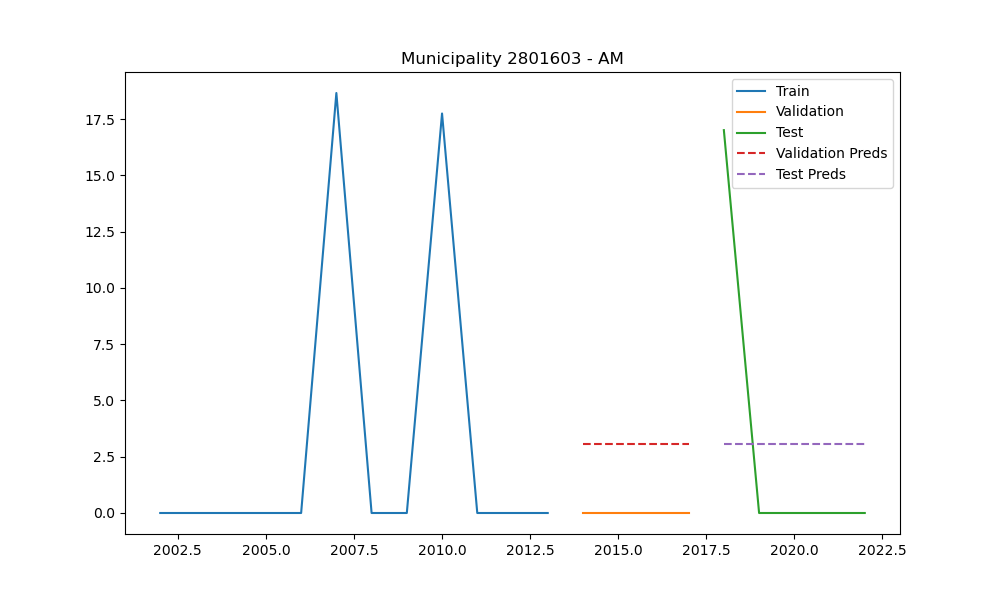 Municipality 2801603 - AM
Train
Validation
Test
Validation Preds
Test Preds
17.5
15.0
12.5
10.0
7.5
5.0
2.5
0.0
2002.5 2005.0 2007.5 2010.0 2012.5 2015.0 2017.5 2020.0 2022.5